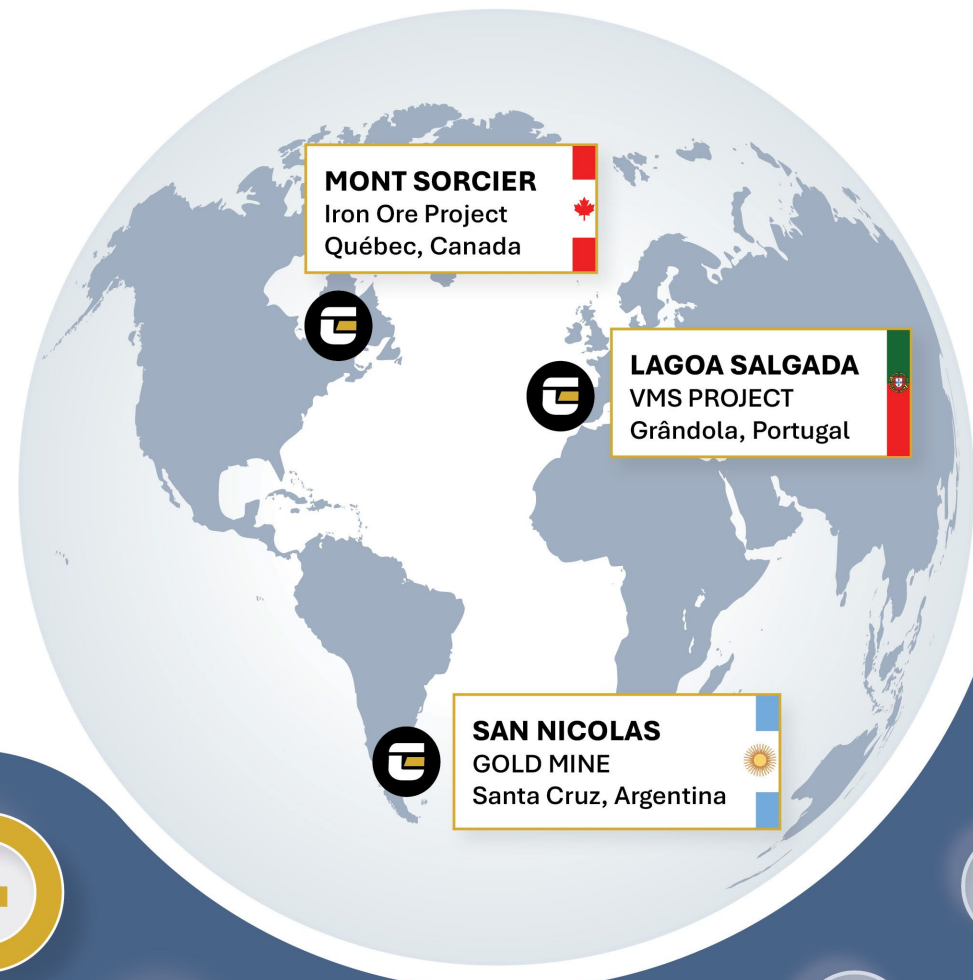 MONT SORCIER
Iron Ore Project
Québec, Canada
LAGOA SALGADA
VMS PROJECT
Grândola, Portugal
SAN NICOLAS
GOLD MINE
Santa Cruz, Argentina